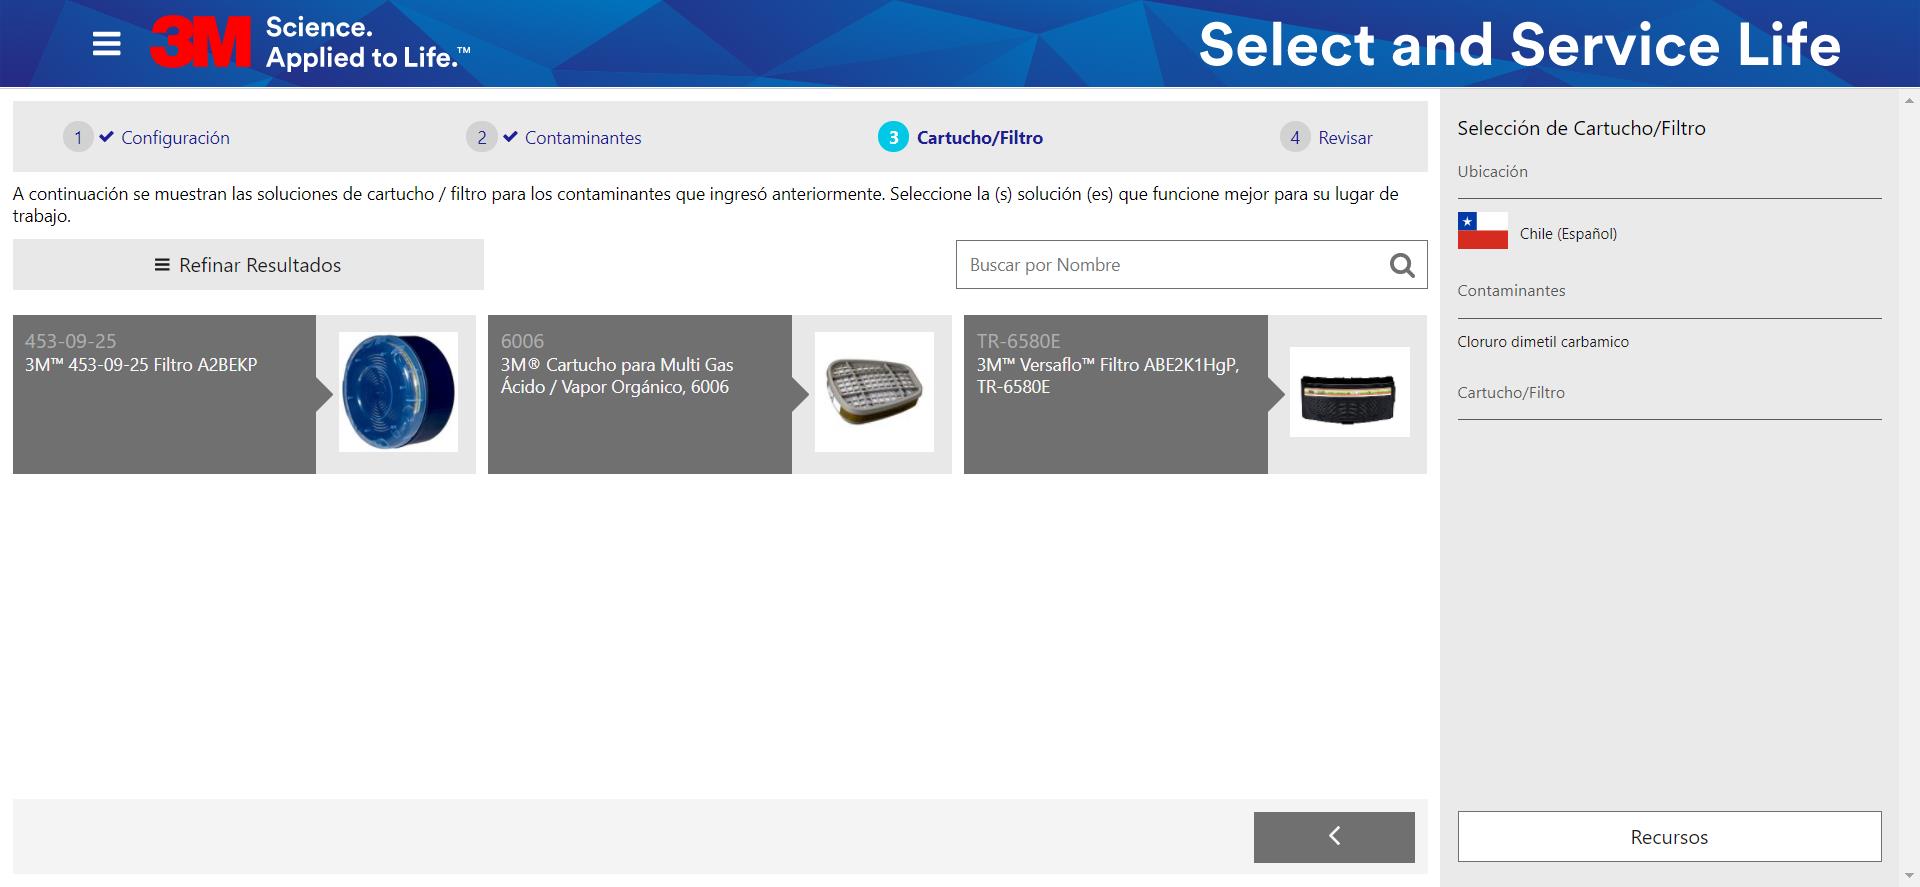 3M Science.
Applied to Life.™
Select and Service Life
1 Configuración
2 Contaminantes
3 Cartucho/Filtro
4 Revisar
A continuación se muestran las soluciones de cartucho / filtro para los contaminantes que ingresó anteriormente. Seleccione la (s) solución (es) que funcione mejor para su lugar de
trabajo.
Refinar Resultados
Buscar por Nombre
453-09-25
3M™ 453-09-25 Filtro A2BEKP
6006
3M® Cartucho para Multi Gas
Ácido / Vapor Orgánico, 6006
TR-6580E
3M™ Versaflo™ Filtro ABE2K1HgP,
TR-6580E
Selección de Cartucho/Filtro
Ubicación
Chile (Español)
Contaminantes
Cloruro dimetil carbamico
Cartucho/Filtro
Recursos